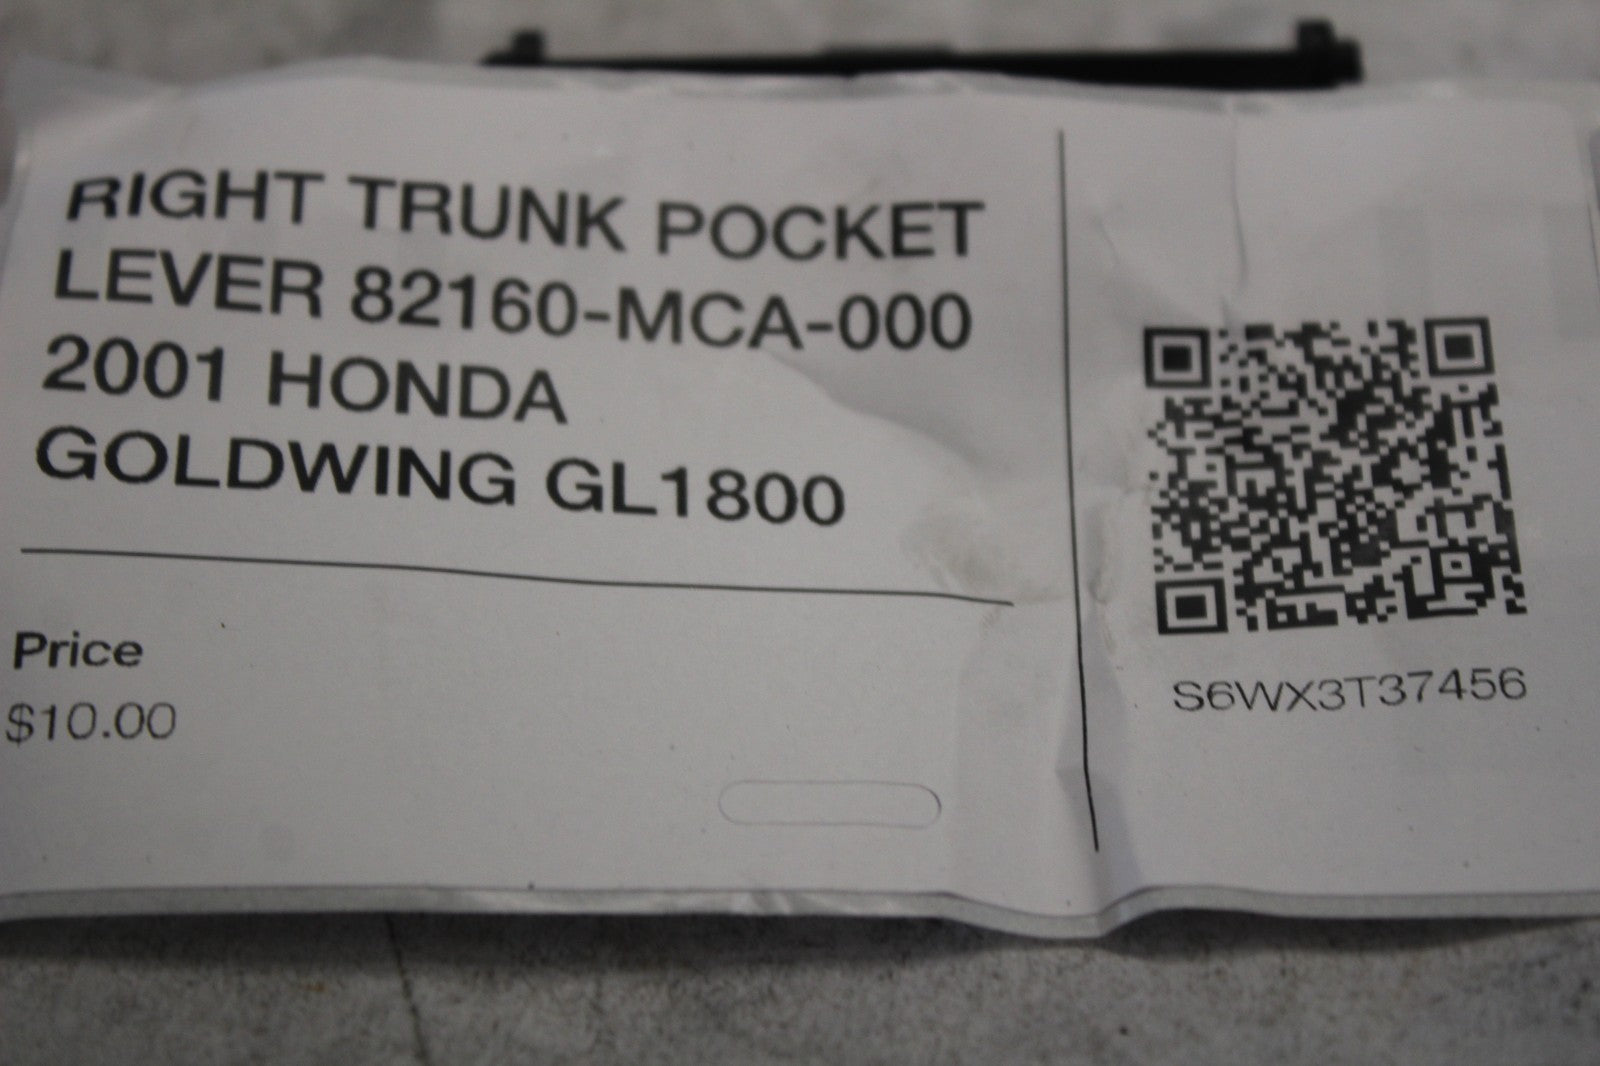 RIGHT TRUNK POCKET
LEVER 82160-MCA-000
2001 HONDA
GOLDWING GL1800
Price
$10.00
S6WX3T37456